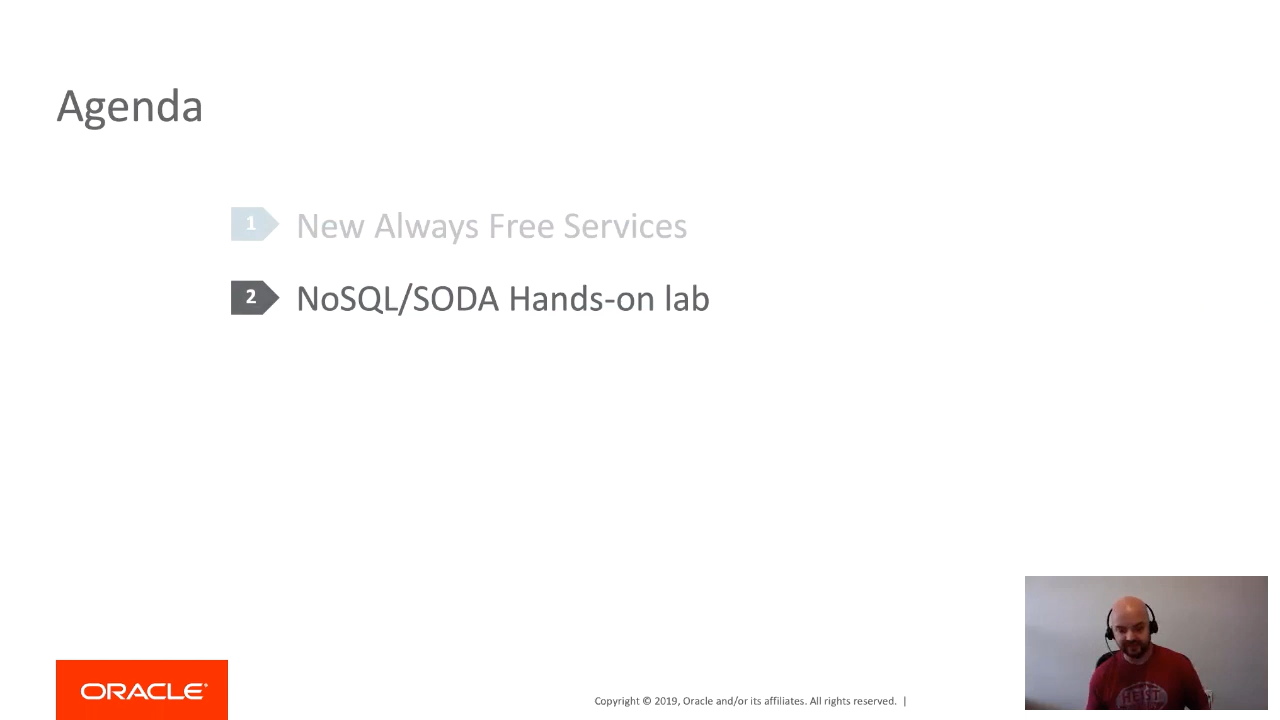 Agenda
1 New Always Free Services
2 NoSQL/SODA Hands-on lab
ORACLE
Copyright © 2019, Oracle and/or its affiliates. All rights reserved. |
HEIST